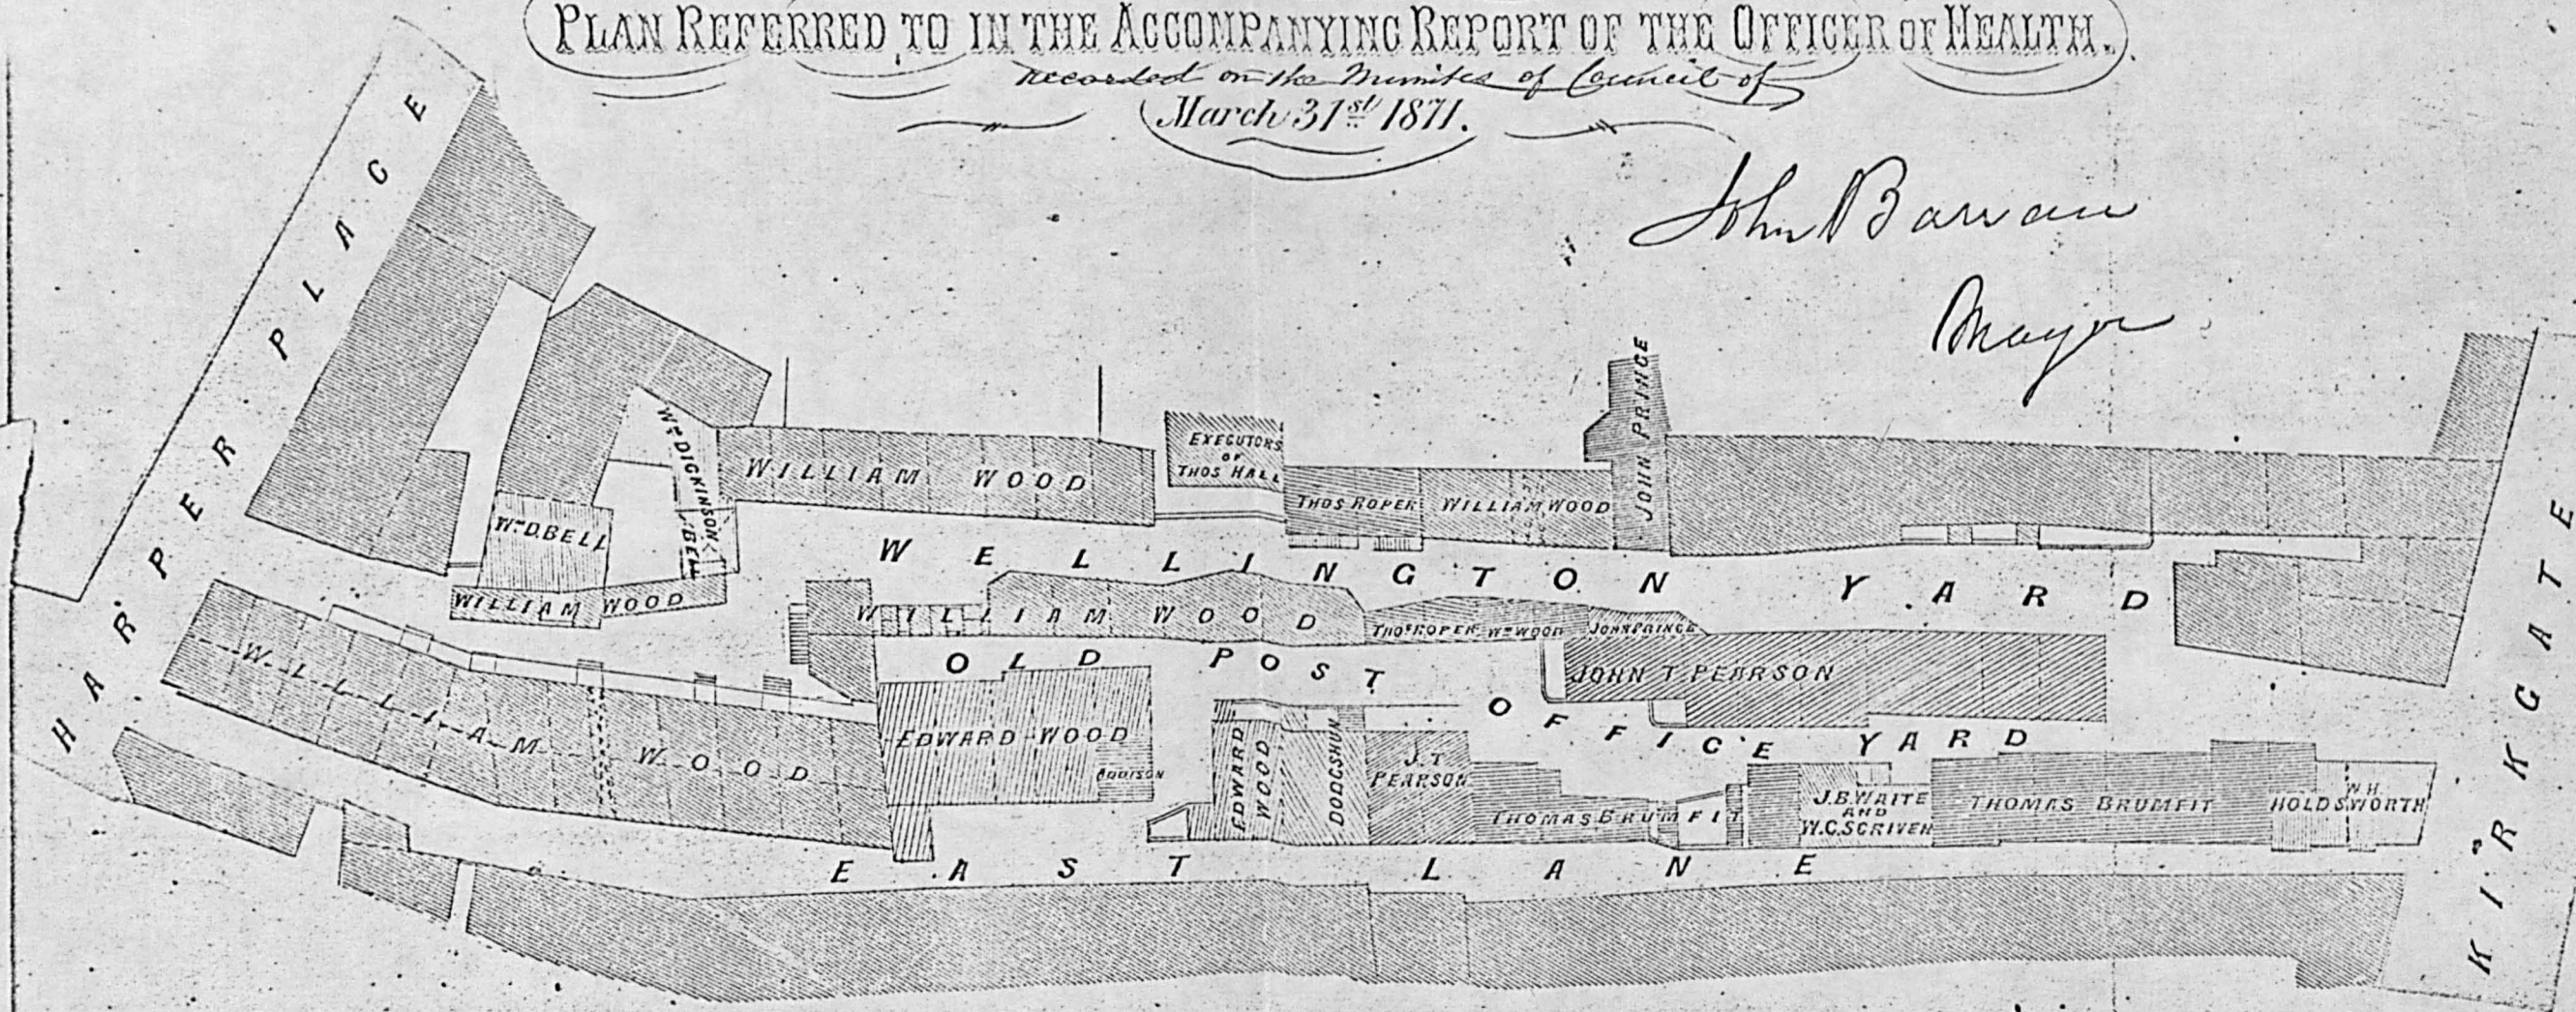 PLAN REFERRED TO IN THE ACCOMPANYING REPORT OF THE OFFICER OF HEALTH.
recorded on the Minutes of Council of
March 31st 1871.
John Barran
Mayor
HARPER PLACE
Wm DICKINSON
BELL
WILLIAM WOOD
EXECUTORS
OF
THOS HALL
THOS ROPER
WILLIAM WOOD
JOHN PRINCE
Wm D. BELL
WILLIAM WOOD
WELLINGTON YARD
WILLIAM WOOD
THOS ROPER
Wm WOOD
JOHN PRINCE
JOHN T PEARSON
OLD POST OFFICE YARD
WILLIAM WOOD
EDWARD WOOD
ADDISON
EDWARD
WOOD
DODGSHUN
J.T
PEARSON
THOMAS BRUMFIT
J.B. WAITE
AND
W.C. SCRIVEN
THOMAS BRUMFIT
W.H.
HOLDSWORTH
EAST LANE
KIRKGATE